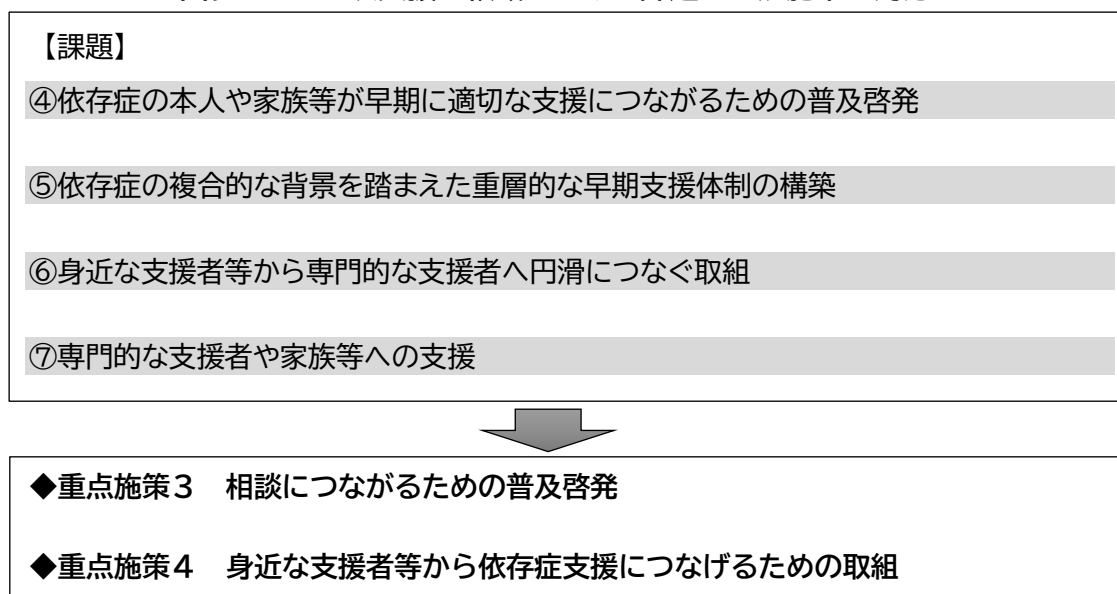 【課題】
④依存症の本人や家族等が早期に適切な支援につながるための普及啓発
⑤依存症の複合的な背景を踏まえた重層的な早期支援体制の構築
⑥身近な支援者等から専門的な支援者へ円滑につなぐ取組
⑦専門的な支援者や家族等への支援
◆重点施策3　相談につながるための普及啓発
◆重点施策4　身近な支援者等から依存症支援につなげるための取組